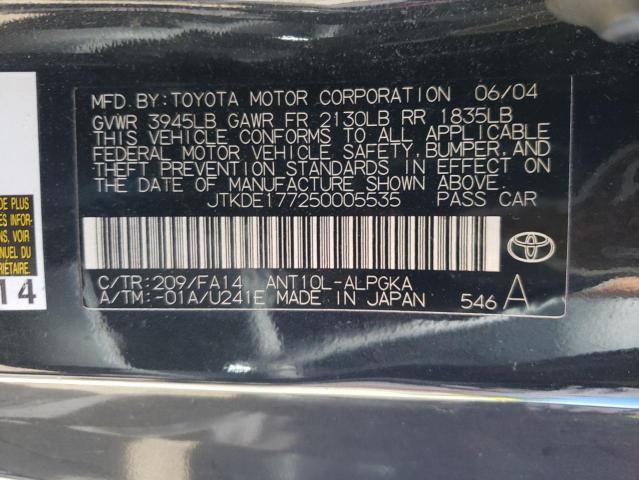 MFD. BY: TOYOTA MOTOR CORPORATION 06/04
GVWR 3945LB GAWR FR 2130LB RR 1835LB
THIS VEHICLE CONFORMS TO ALL APPLICABLE
FEDERAL MOTOR VEHICLE SAFETY, BUMPER, AND
THEFT PREVENTION STANDARDS IN EFFECT ON
THE DATE OF MANUFACTURE SHOWN ABOVE.
JTKDE177250005535 PASS CAR
C/TR: 209/FA14 ANT10L-ALPGKA
A/TM: -01A/U241E MADE IN JAPAN 546 A
DE PLUS
ÉES INFOR-
NS, VOIR
ANUEL DU
RIÉTAIRE.
14